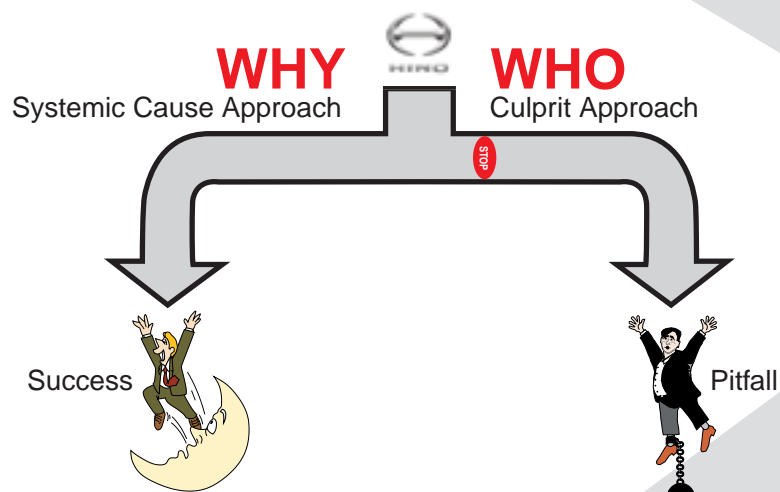 WHY
HINO
WHO
Systemic Cause Approach
Culprit Approach
STOP
Success
Pitfall